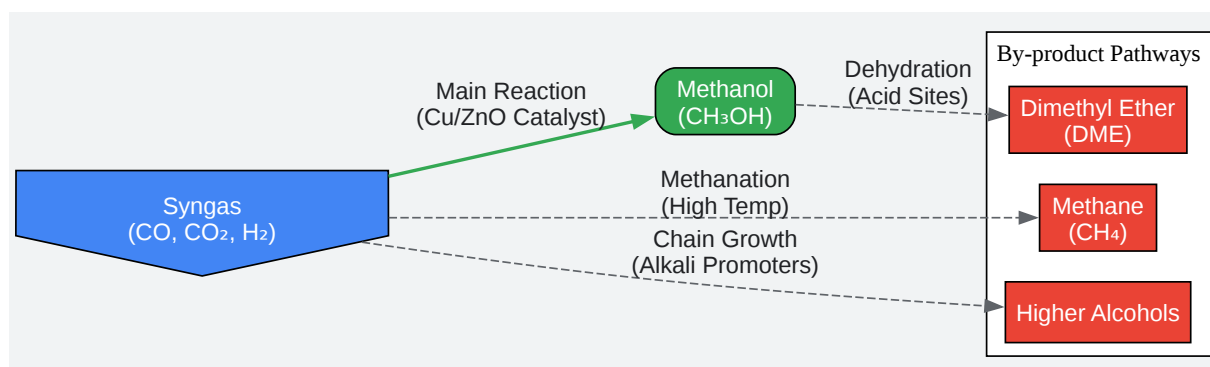 By-product Pathways
Main Reaction
(Cu/ZnO Catalyst)
Methanol
(CH₃OH)
Dehydration
(Acid Sites)
Dimethyl Ether
(DME)
Syngas
(CO, CO₂, H₂)
Methanation
(High Temp)
Methane
(CH₄)
Chain Growth
(Alkali Promoters)
Higher Alcohols